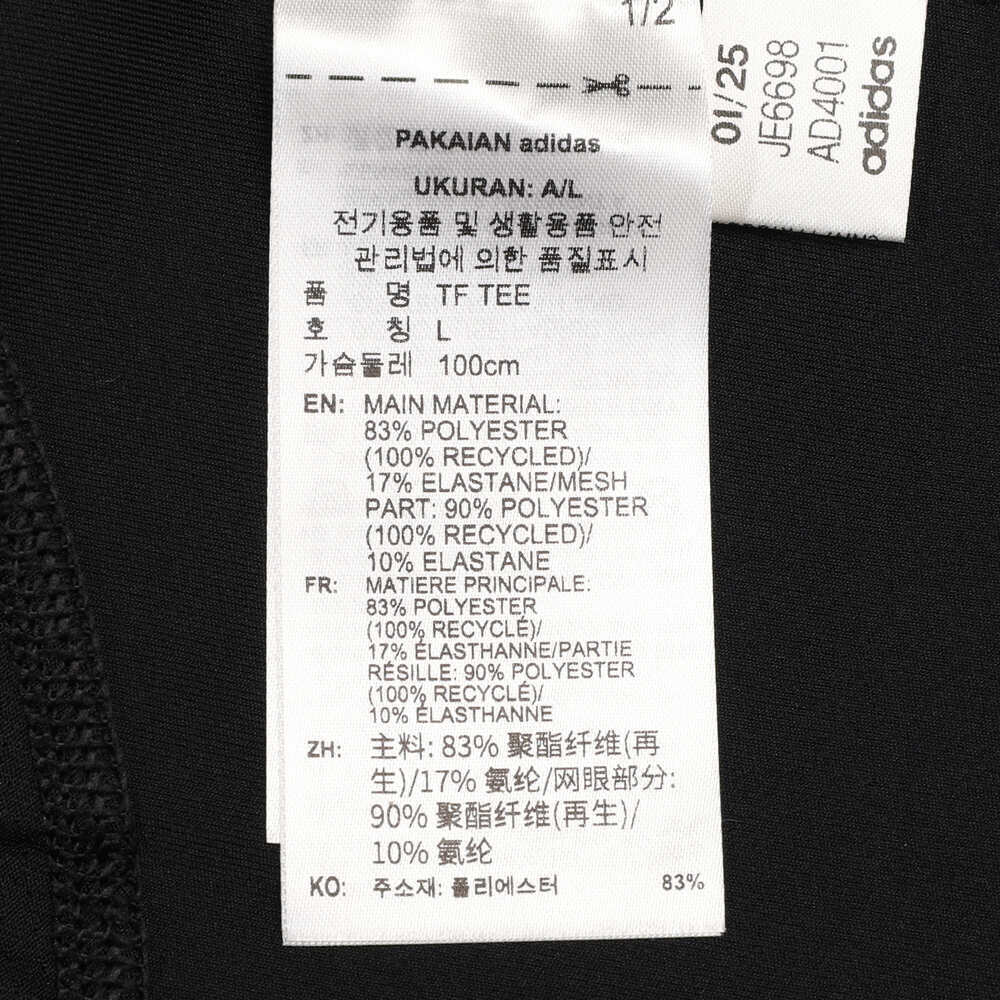 1/2
PAKAIAN adidas
UKURAN: A/L
전기용품 및 생활용품 안전
관리법에 의한 품질표시
품 명 TF TEE
호 칭 L
가슴둘레 100cm
EN: MAIN MATERIAL:
83% POLYESTER
(100% RECYCLED)/
17% ELASTANE/MESH
PART: 90% POLYESTER
(100% RECYCLED)/
10% ELASTANE
FR: MATIERE PRINCIPALE:
83% POLYESTER
(100% RECYCLÉ)/
17% ÉLASTHANNE/PARTIE
RÉSILLE: 90% POLYESTER
(100% RECYCLÉ)/
10% ÉLASTHANNE
ZH: 主料: 83% 聚酯纤维(再
生)/17% 氨纶/网眼部分:
90% 聚酯纤维(再生)/
10% 氨纶
KO: 주소재: 폴리에스터 83%
01/25
JE6698
AD4001
adidas